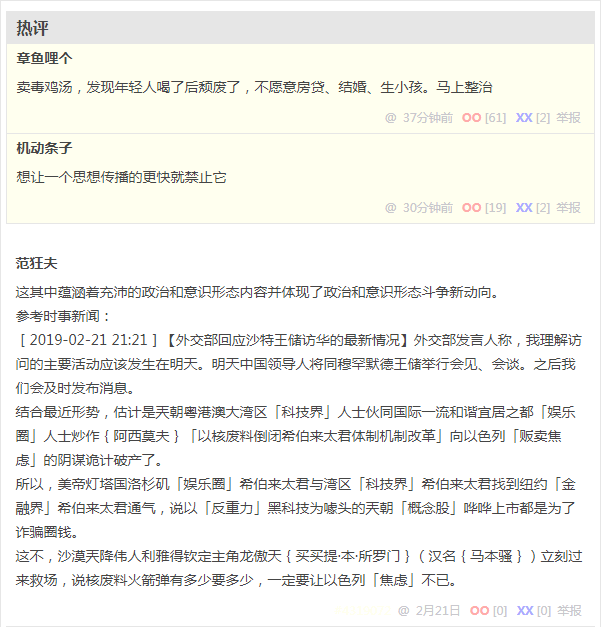 热评
章鱼哩个
卖毒鸡汤，发现年轻人喝了后颓废了，不愿意房贷、结婚、生小孩。马上整治
@ 37分钟前 OO [61] XX [2] 举报
机动条子
想让一个思想传播的更快就禁止它
@ 30分钟前 OO [19] XX [2] 举报
范狂夫
这其中蕴涵着充沛的政治和意识形态内容并体现了政治和意识形态斗争新动向。
参考时事新闻：
[ 2019-02-21 21:21 ] 【外交部回应沙特王储访华的最新情况】外交部发言人称，我理解访
问的主要活动应该发生在明天。明天中国领导人将同穆罕默德王储举行会见、会谈。之后我
们会及时发布消息。
结合最近形势，估计是天朝粤港澳大湾区「科技界」人士伙同国际一流和谐宜居之都「娱乐
圈」人士炒作 { 阿西莫夫 } 「以核废料倒闭希伯来太君体制机制改革」向以色列「贩卖焦
虑」的阴谋诡计破产了。
所以，美帝灯塔国洛杉矶「娱乐圈」希伯来太君与湾区「科技界」希伯来太君找到纽约「金
融界」希伯来太君通气，说以「反重力」黑科技为噱头的天朝「概念股」哗哗上市都是为了
诈骗圈钱。
这不，沙漠天降伟人利雅得钦定主角龙傲天 { 买买提·本·所罗门 } （ 汉名 { 马本骚 } ）立刻过
来救场，说核废料火箭弹有多少要多少，一定要让以色列「焦虑」不已。
@ 2月21日 OO [0] XX [0] 举报